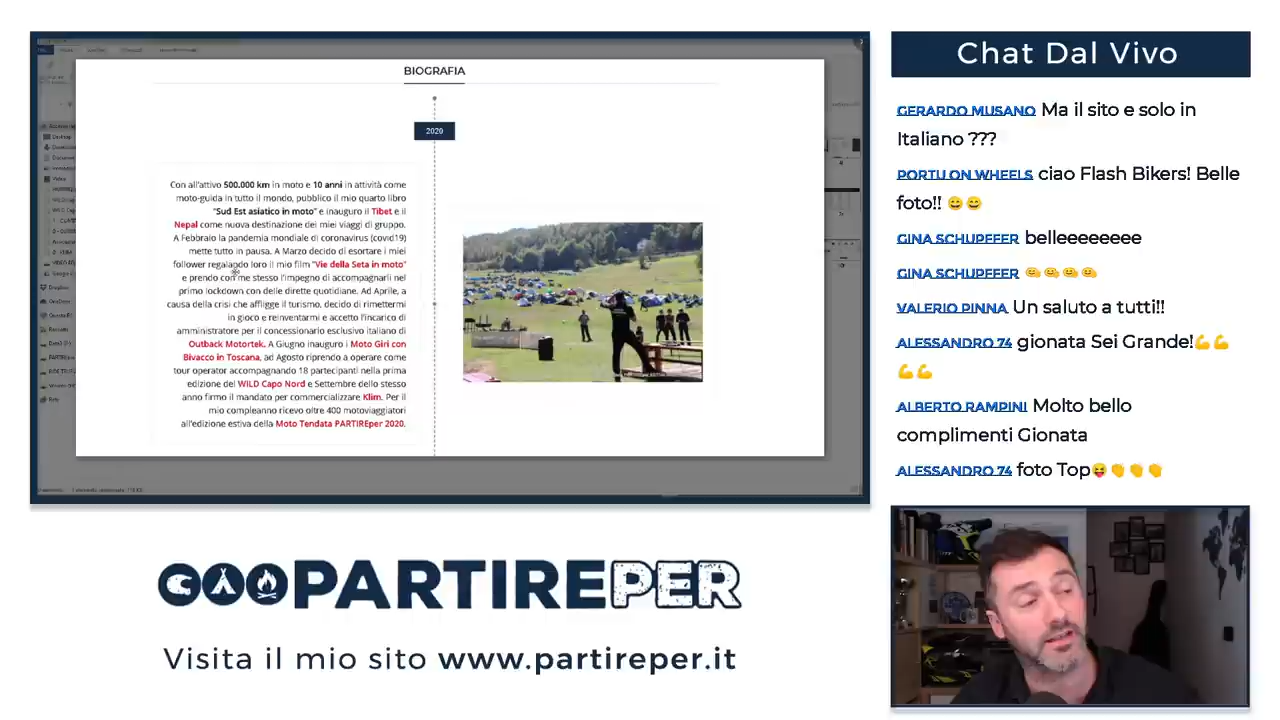 BIOGRAFIA
2020
Con all'attivo 500.000 km in moto e 10 anni in attività come
moto-guida in tutto il mondo, pubblico il mio quarto libro
"Sud Est asiatico in moto" e inauguro il Tibet e il
Nepal come nuova destinazione dei miei viaggi di gruppo.
A Febbraio la pandemia mondiale di coronavirus (covid19)
mette tutto in pausa. A Marzo decido di esortare i miei
follower regalando loro il mio film "Vie della Seta in moto"
e prendo con me stesso l'impegno di accompagnarli nel
primo lockdown con delle dirette quotidiane. Ad Aprile, a
causa della crisi che affligge il turismo, decido di rimettermi
in gioco e reinventarmi e accetto l'incarico di
amministratore per il concessionario esclusivo italiano di
Outback Motortek. A Giugno inauguro i Moto Giri con
Bivacco in Toscana, ad Agosto riprendo a operare come
tour operator accompagnando 18 partecipanti nella prima
edizione del WILD Capo Nord e Settembre dello stesso
anno firmo il mandato per commercializzare Klim. Per il
mio compleanno ricevo oltre 400 motoviaggiatori
all'edizione estiva della Moto Tendata PARTIREper 2020.
PARTIREPER
Visita il mio sito www.partireper.it
Chat Dal Vivo
GERARDO MUSANO Ma il sito e solo in
Italiano ???
PORTU ON WHEELS ciao Flash Bikers! Belle
foto!! 😄 😄
GINA SCHUPFFER belleeeeeeee
GINA SCHUPFFER 👏👏👏👏
VALERIO PINNA Un saluto a tutti!!
ALESSANDRO 74 gionata Sei Grande!💪💪
💪💪
ALBERTO RAMPINI Molto bello
complimenti Gionata
ALESSANDRO 74 foto Top😝👏👏👏